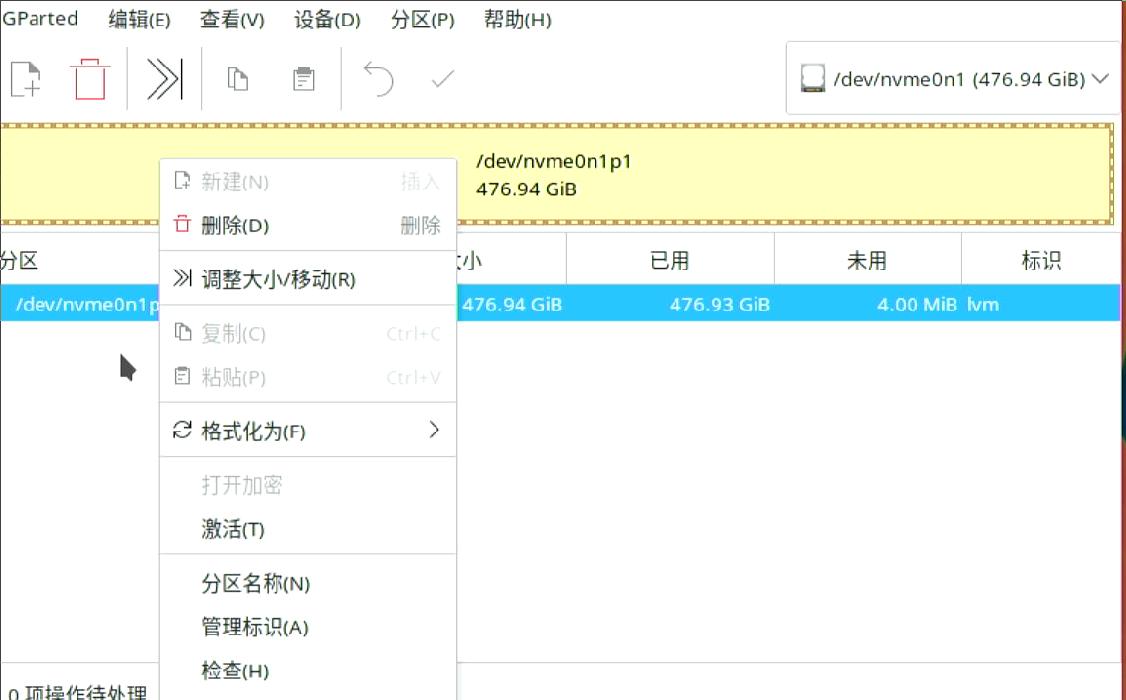 GParted 编辑(E) 查看(V) 设备(D) 分区(P) 帮助(H)
/dev/nvme0n1 (476.94 GiB)
/dev/nvme0n1p1
476.94 GiB
新建(N) 插入
删除(D) 删除
调整大小/移动(R)
复制(C) Ctrl+C
粘贴(P) Ctrl+V
格式化为(F)
打开加密
激活(T)
分区名称(N)
管理标识(A)
检查(H)
分区 大小 已用 未用 标识
/dev/nvme0n1p 476.94 GiB 476.93 GiB 4.00 MiB lvm
0 项操作待处理